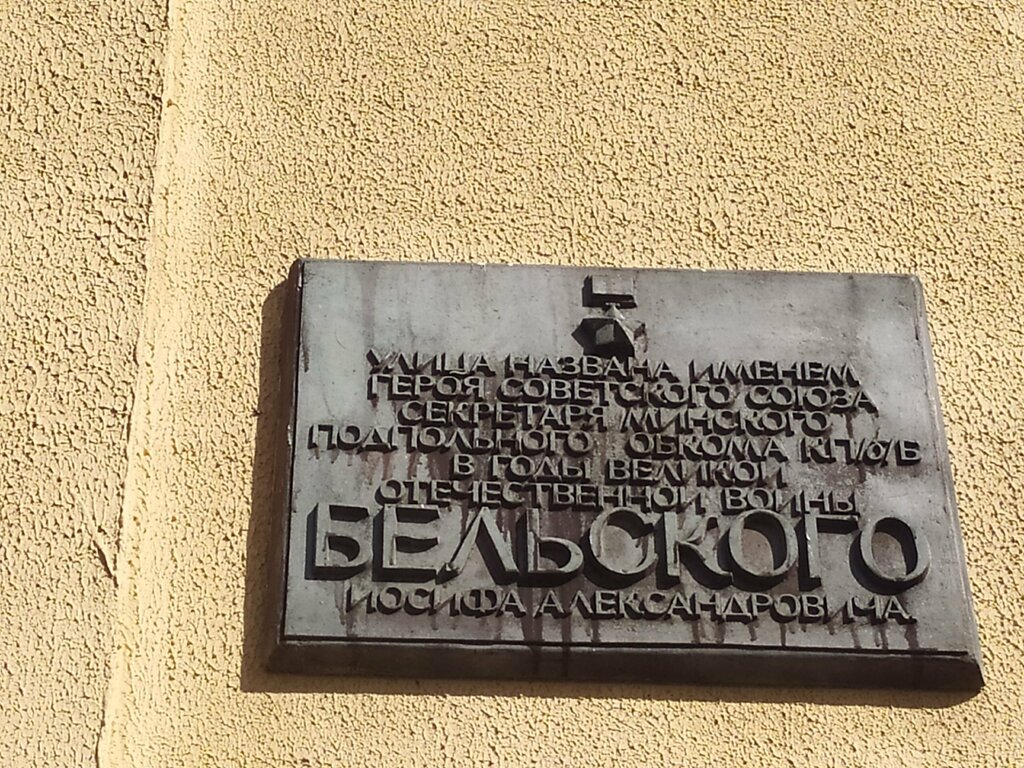 УЛИЦА НАЗВАНА ИМЕНЕМ
ГЕРОЯ СОВЕТСКОГО СОЮЗА
СЕКРЕТАРЯ МИНСКОГО
ПОДПОЛЬНОГО ОБКОМА КП/б/Б
В ГОДЫ ВЕЛИКОЙ
ОТЕЧЕСТВЕННОЙ ВОЙНЫ
БЕЛЬСКОГО
ИОСИФА АЛЕКСАНДРОВИЧА.